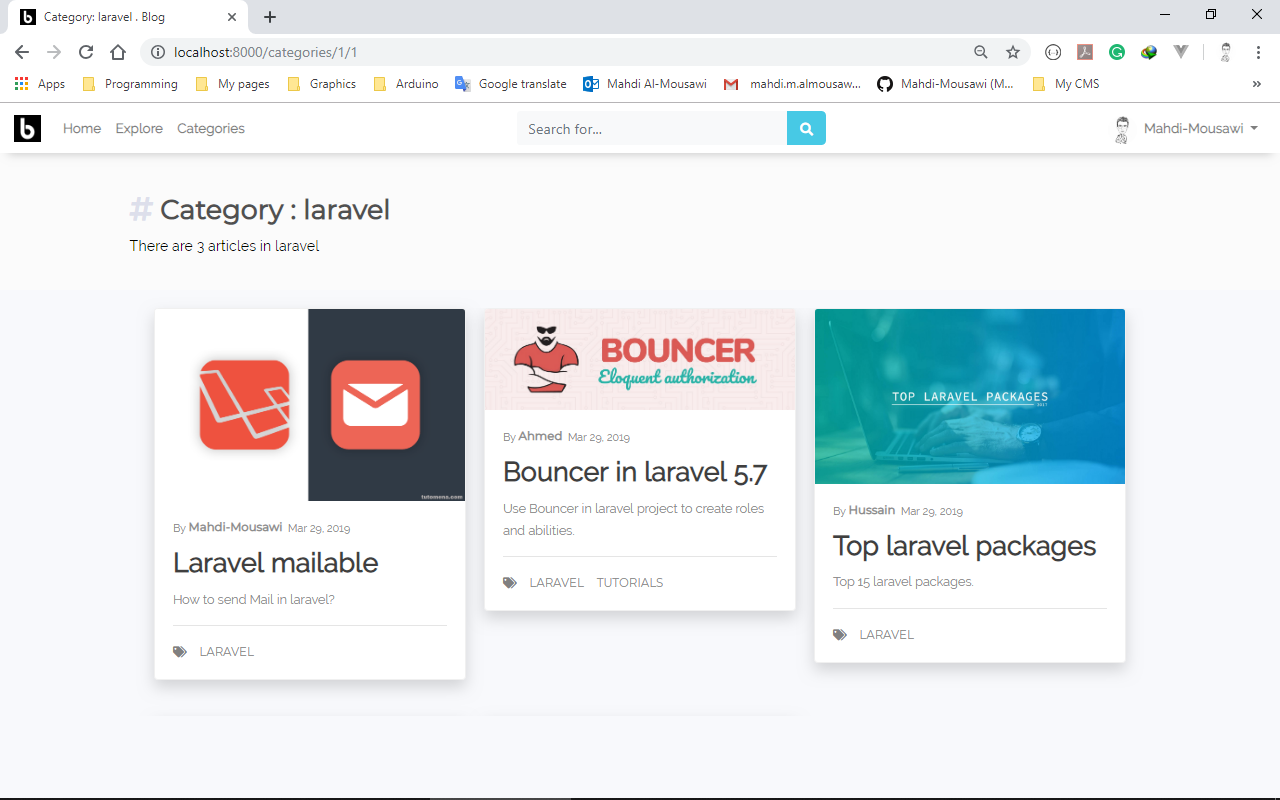 Category: laravel . Blog
localhost:8000/categories/1/1
Apps
Programming
My pages
Graphics
Arduino
Google translate
Mahdi Al-Mousawi
mahdi.m.almousaw...
Mahdi-Mousawi (M...
My CMS
»
b
Home
Explore
Categories
Search for...
Mahdi-Mousawi
# Category : laravel
There are 3 articles in laravel
tutomena.com
By Mahdi-Mousawi Mar 29, 2019
Laravel mailable
How to send Mail in laravel?
LARAVEL
BOUNCER
Eloquent authorization
By Ahmed Mar 29, 2019
Bouncer in laravel 5.7
Use Bouncer in laravel project to create roles
and abilities.
LARAVEL TUTORIALS
TOP LARAVEL PACKAGES
2017
By Hussain Mar 29, 2019
Top laravel packages
Top 15 laravel packages.
LARAVEL